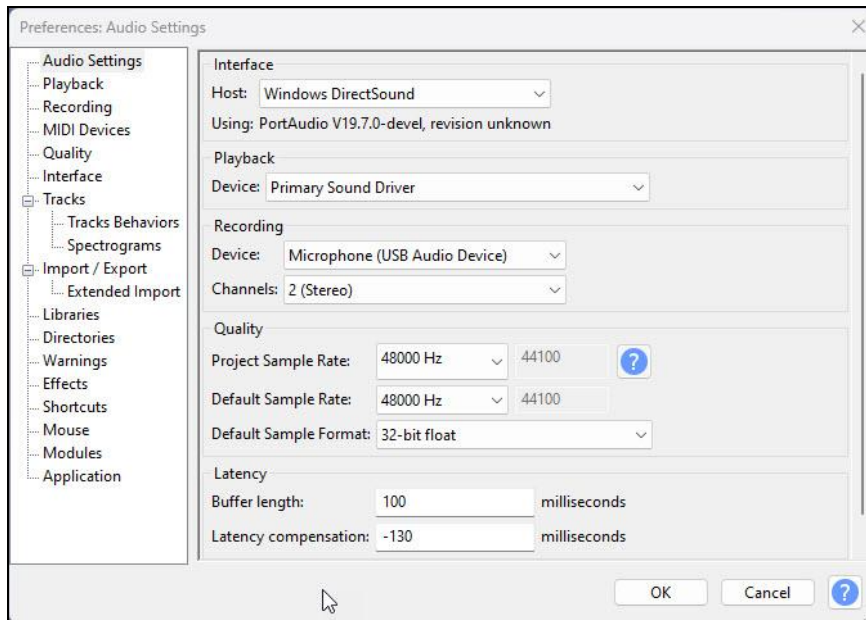 Preferences: Audio Settings
Audio Settings
Playback
Recording
MIDI Devices
Quality
Interface
Tracks
Tracks Behaviors
Spectrograms
Import / Export
Extended Import
Libraries
Directories
Warnings
Effects
Shortcuts
Mouse
Modules
Application
Interface
Host: Windows DirectSound
Using: PortAudio V19.7.0-devel, revision unknown
Playback
Device: Primary Sound Driver
Recording
Device: Microphone (USB Audio Device)
Channels: 2 (Stereo)
Quality
Project Sample Rate: 48000 Hz 44100 ?
Default Sample Rate: 48000 Hz 44100
Default Sample Format: 32-bit float
Latency
Buffer length: 100 milliseconds
Latency compensation: -130 milliseconds
OK Cancel ?